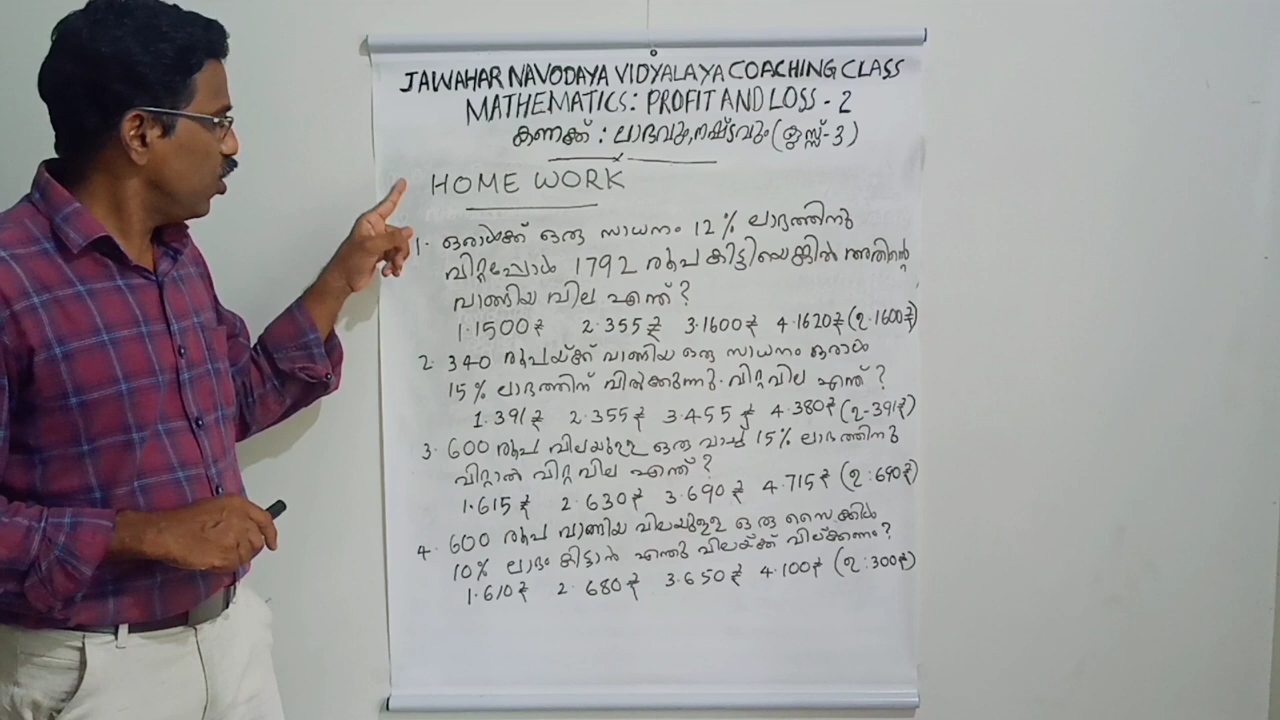 JAWAHAR NAVODAYA VIDYALAYA COACHING CLASS
MATHEMATICS: PROFIT AND LOSS - 2
കണക്ക് : ലാഭവും, നഷ്ടവും (ക്ലാസ്സ്-3)
HOME WORK
1. ഒരാൾക്ക് ഒരു സാധനം 12% ലാഭത്തിനു
വിറ്റപ്പോൾ 1792 രൂപ കിട്ടിയെങ്കിൽ അതിന്റെ
വാങ്ങിയ വില എന്ത്?
1.1500₹ 2.355₹ 3.1600₹ 4.1620₹ (ഉ.1600₹)
2. 340 രൂപയ്ക്ക് വാങ്ങിയ ഒരു സാധനം ഒരാൾ
15% ലാഭത്തിന് വിൽക്കുന്നു. വിറ്റവില എന്ത്?
1.391₹ 2.355₹ 3.455₹ 4.380₹ (ഉ-391₹)
3. 600 രൂപ വിലയുള്ള ഒരു വാച്ച് 15% ലാഭത്തിനു
വിറ്റാൽ വിറ്റ വില എന്ത്?
1.615₹ 2.630₹ 3.690₹ 4.715₹ (ഉ:690₹)
4. 600 രൂപ വാങ്ങിയ വിലയുള്ള ഒരു സൈക്കിൾ
10% ലാഭം കിട്ടാൻ എന്തു വിലയ്ക്ക് വില്ക്കണം?
1.610₹ 2.680₹ 3.650₹ 4.100₹ (ഉ:300₹)